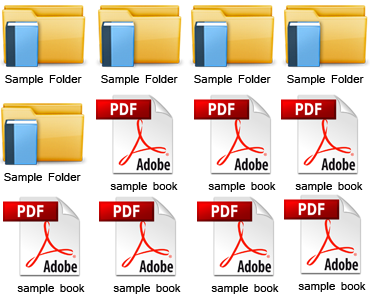 Sample Folder Sample Folder Sample Folder Sample Folder
PDF PDF PDF
Adobe Adobe Adobe
Sample Folder sample book sample book sample book
PDF PDF PDF PDF
Adobe Adobe Adobe Adobe
sample book sample book sample book sample book